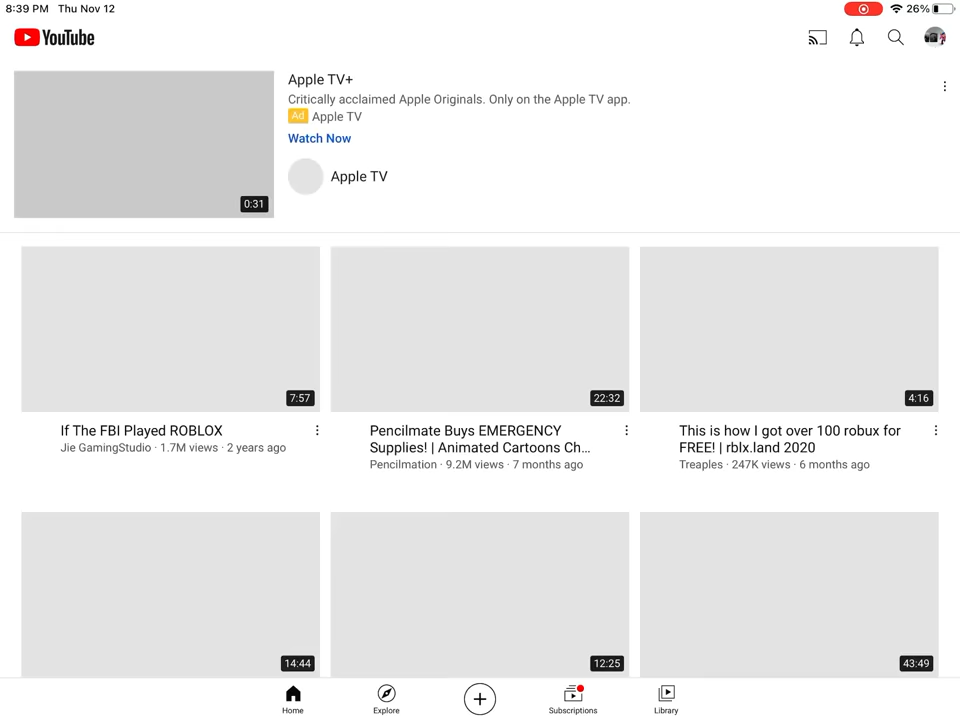 8:39 PM Thu Nov 12
26%
YouTube
Apple TV+
Critically acclaimed Apple Originals. Only on the Apple TV app.
Ad Apple TV
Watch Now
Apple TV
0:31
7:57
22:32
4:16
If The FBI Played ROBLOX
Jie GamingStudio · 1.7M views · 2 years ago
Pencilmate Buys EMERGENCY
Supplies! | Animated Cartoons Ch...
Pencilmation · 9.2M views · 7 months ago
This is how I got over 100 robux for
FREE! | rblx.land 2020
Treaples · 247K views · 6 months ago
14:44
12:25
43:49
Home
Explore
Subscriptions
Library